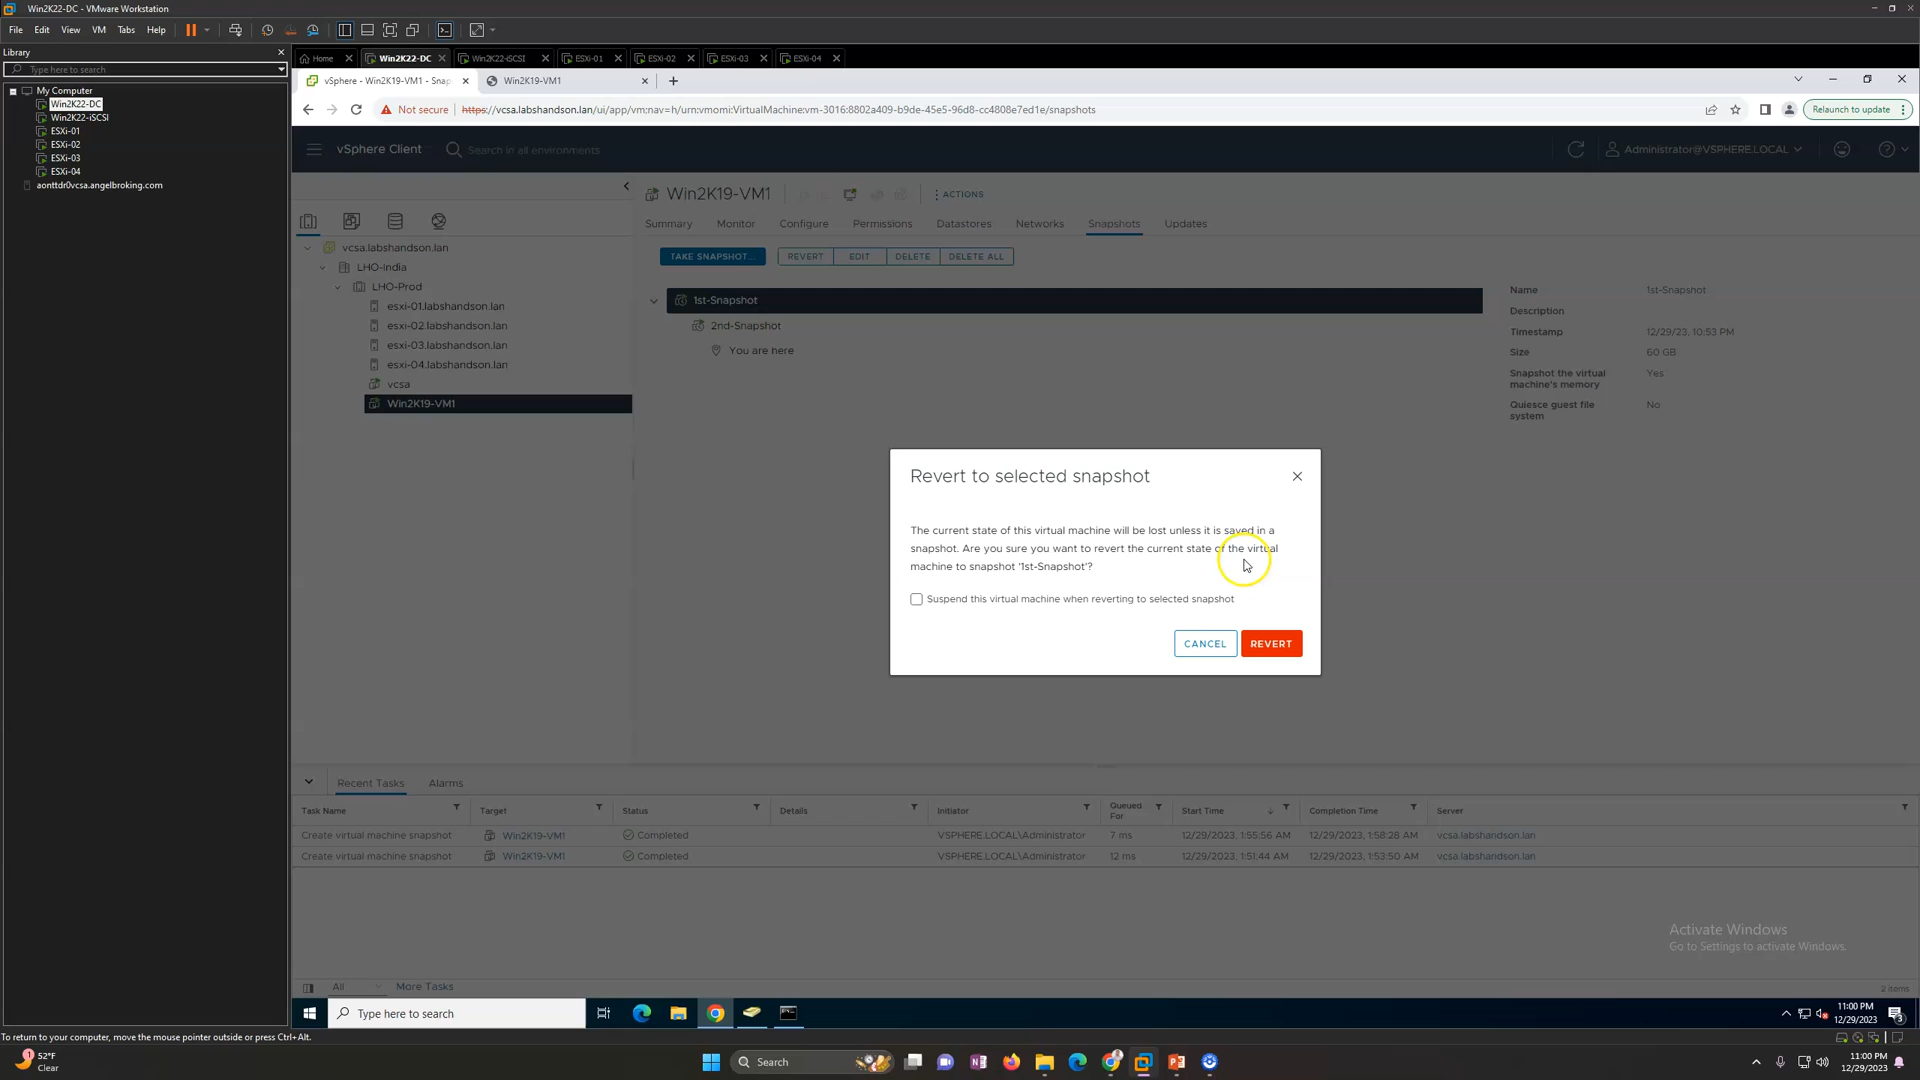 Win2K22-DC - VMware Workstation
File Edit View VM Tabs Help
Library
Type here to search
My Computer
Win2K22-DC
Win2K22-iSCSI
ESXi-01
ESXi-02
ESXi-03
ESXi-04
aonttdr0vcsa.angelbroking.com
Home Win2K22-DC Win2K22-iSCSI ESXi-01 ESXi-02 ESXi-03 ESXi-04
vSphere - Win2K19-VM1 - Snap Win2K19-VM1
Not secure https://vcsa.labshandson.lan/ui/app/vm;nav=h/urn:vmomi:VirtualMachine:vm-3016:8802a409-b9de-45e5-96d8-cc4808e7ed1e/snapshots Relaunch to update
vSphere Client Search in all environments Administrator@VSPHERE.LOCAL
vcsa.labshandson.lan
LHO-India
LHO-Prod
esxi-01.labshandson.lan
esxi-02.labshandson.lan
esxi-03.labshandson.lan
esxi-04.labshandson.lan
vcsa
Win2K19-VM1
Win2K19-VM1 ACTIONS
Summary Monitor Configure Permissions Datastores Networks Snapshots Updates
TAKE SNAPSHOT... REVERT EDIT DELETE DELETE ALL
1st-Snapshot
2nd-Snapshot
You are here
Name 1st-Snapshot
Description
Timestamp 12/29/23, 10:53 PM
Size 60 GB
Snapshot the virtual machine's memory Yes
Quiesce guest file system No
Revert to selected snapshot
The current state of this virtual machine will be lost unless it is saved in a
snapshot. Are you sure you want to revert the current state of the virtual
machine to snapshot '1st-Snapshot'?
Suspend this virtual machine when reverting to selected snapshot
CANCEL REVERT
Recent Tasks Alarms
Task Name Target Status Details Initiator Queued For Start Time Completion Time Server
Create virtual machine snapshot Win2K19-VM1 Completed VSPHERE.LOCAL\Administrator 7 ms 12/29/2023, 1:55:56 AM 12/29/2023, 1:58:28 AM vcsa.labshandson.lan
Create virtual machine snapshot Win2K19-VM1 Completed VSPHERE.LOCAL\Administrator 12 ms 12/29/2023, 1:51:44 AM 12/29/2023, 1:53:50 AM vcsa.labshandson.lan
Activate Windows
Go to Settings to activate Windows.
All More Tasks 2 items
Type here to search
11:00 PM
12/29/2023
3
To return to your computer, move the mouse pointer outside or press Ctrl+Alt.
1
52°F
Clear
Search
11:00 PM
12/29/2023